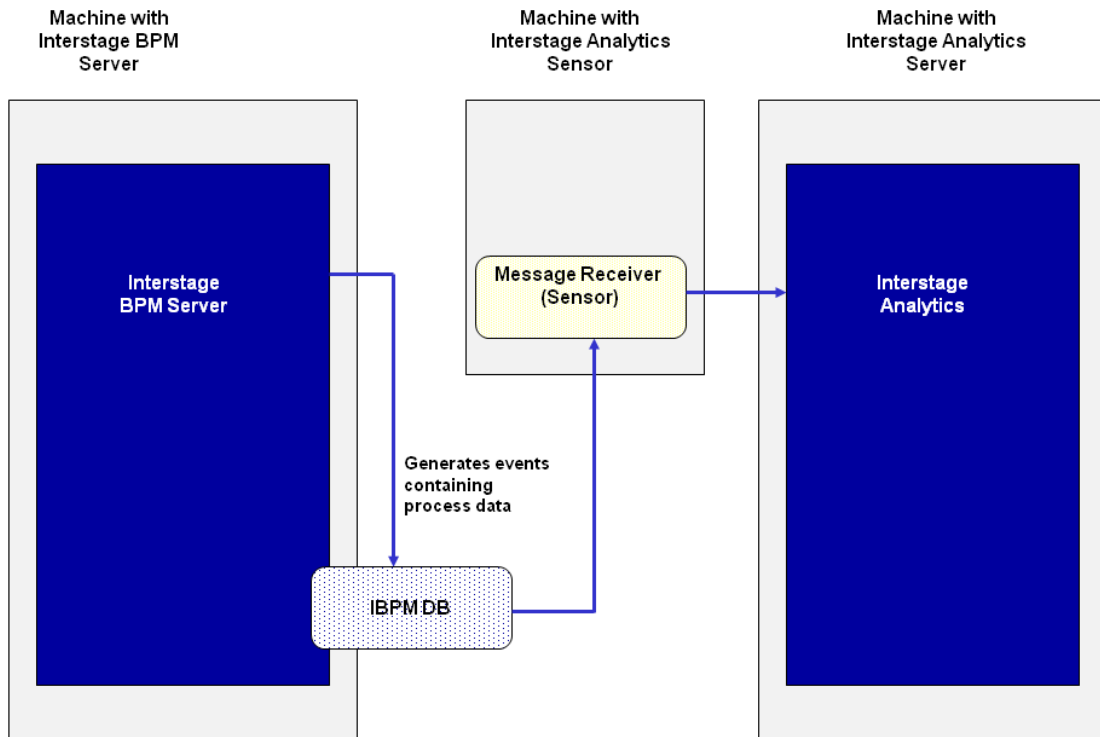 Machine with
Interstage BPM
Server
Machine with
Interstage Analytics
Sensor
Machine with
Interstage Analytics
Server
Interstage
BPM Server
Message Receiver
(Sensor)
Interstage
Analytics
Generates events
containing
process data
IBPM DB